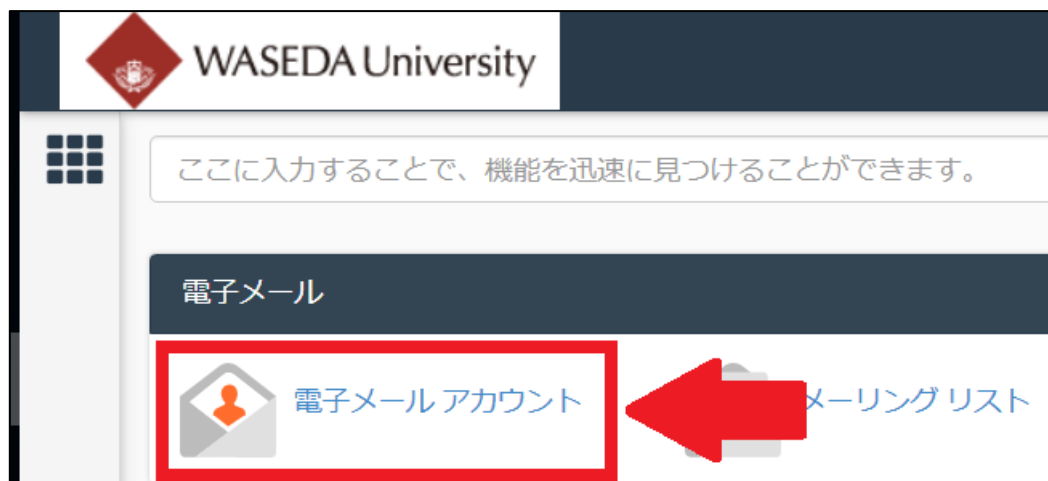 WASEDA University
ここに入力することで、機能を迅速に見つけることができます。
電子メール
電子メール アカウント
メーリング リスト